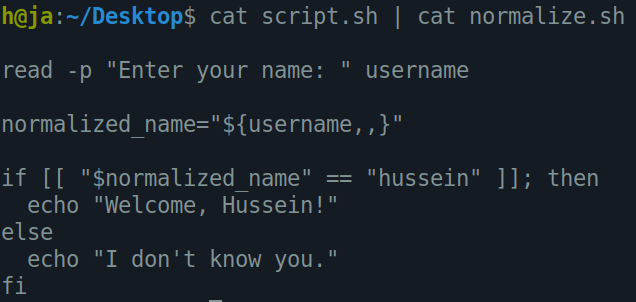 h@ja:~/Desktop$ cat script.sh | cat normalize.sh
read -p "Enter your name: " username
normalized_name="${username,,}"
if [[ "$normalized_name" == "hussein" ]]; then
  echo "Welcome, Hussein!"
else
  echo "I don't know you."
fi